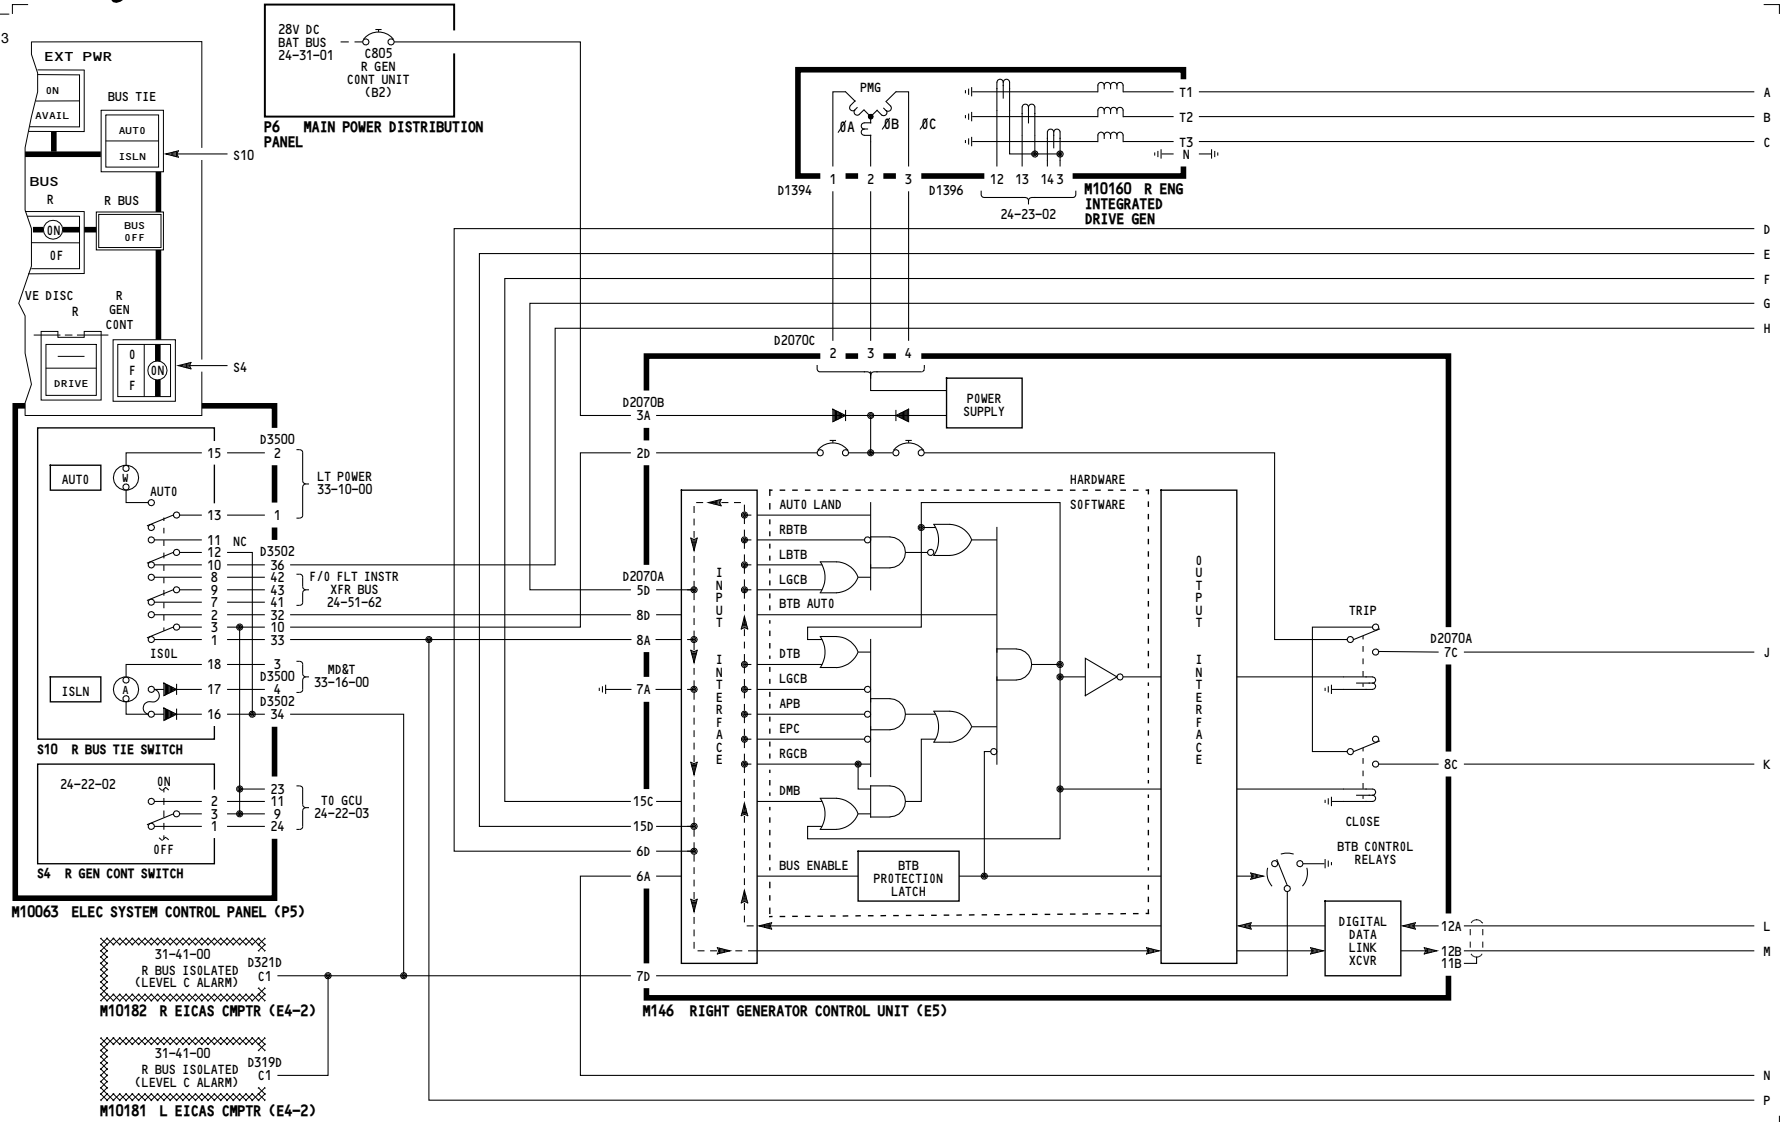 3
EXT PWR
ON
AVAIL
BUS TIE
AUTO
ISLN
S10
BUS
R
R BUS
ON
OF
BUS
OFF
VE DISC
R
R
GEN
CONT
DRIVE
O
F
F
ON
S4
28V DC
BAT BUS
24-31-01
C805
R GEN
CONT UNIT
(B2)
P6 MAIN POWER DISTRIBUTION
PANEL
PMG
ØA
ØB
ØC
T1
T2
T3
N
D1394
1
2
3
D1396
12
13
14
3
24-23-02
M10160 R ENG
INTEGRATED
DRIVE GEN
A
B
C
D
E
F
G
H
D2070C
2
3
4
POWER
SUPPLY
D2070B
3A
2D
AUTO
W
AUTO
15
D3500
2
13
1
LT POWER
33-10-00
11
NC
12
D3502
10
36
8
42
9
43
7
41
F/O FLT INSTR
XFR BUS
24-51-62
2
32
3
10
1
33
ISOL
ISLN
A
18
3
D3500
17
4
D3502
16
34
MD&T
33-16-00
S10 R BUS TIE SWITCH
24-22-02
ON
OFF
23
2
11
3
9
1
24
TO GCU
24-22-03
S4 R GEN CONT SWITCH
M10063 ELEC SYSTEM CONTROL PANEL (P5)
D2070A
5D
8D
8A
7A
15C
15D
6D
6A
7D
INPUT INTERFACE
HARDWARE
SOFTWARE
AUTO LAND
RBTB
LBTB
LGCB
BTB AUTO
DTB
LGCB
APB
EPC
RGCB
DMB
BUS ENABLE
BTB
PROTECTION
LATCH
OUTPUT INTERFACE
TRIP
D2070A
7C
J
8C
K
CLOSE
BTB CONTROL
RELAYS
DIGITAL
DATA
LINK
XCVR
12A
L
12B
M
11B
M146 RIGHT GENERATOR CONTROL UNIT (E5)
31-41-00
R BUS ISOLATED
(LEVEL C ALARM)
D321D
C1
M10182 R EICAS CMPTR (E4-2)
31-41-00
R BUS ISOLATED
(LEVEL C ALARM)
D319D
C1
M10181 L EICAS CMPTR (E4-2)
N
P